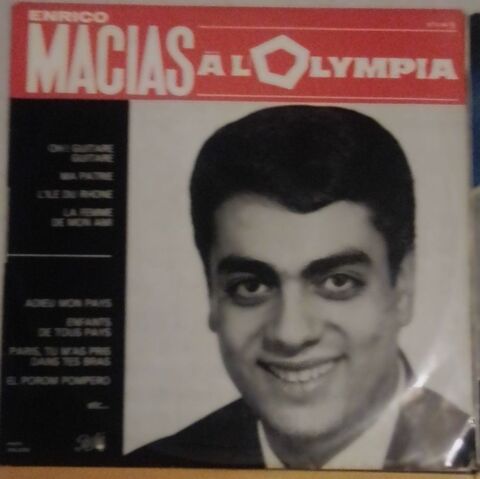 ENRICO
MACIAS À L'OLYMPIA
OH ! GUITARE
GUITARE
MA PATRIE
L'ILE DU RHONE
LA FEMME
DE MON AMI
ADIEU MON PAYS
ENFANTS
DE TOUS PAYS
PARIS, TU M'AS PRIS
DANS TES BRAS
EL POROM POMPERO
etc...